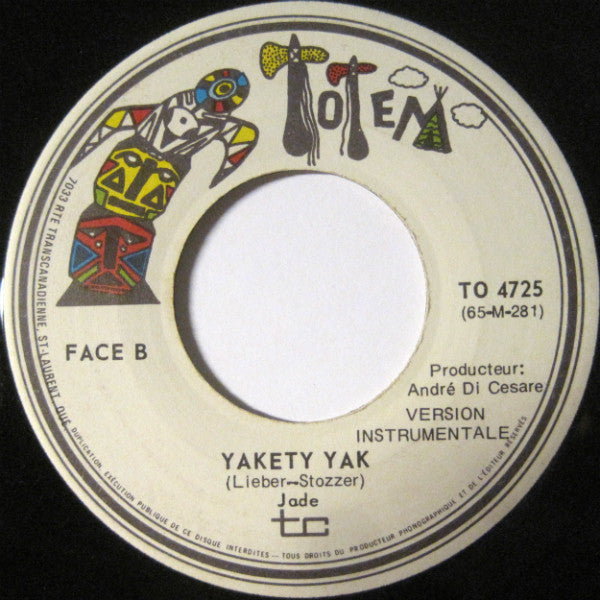 TOTEM
7033 RTE TRANSCANADIENNE, ST-LAURENT, QUE.
TO 4725
(65-M-281)
FACE B
Producteur:
André Di Cesare
VERSION
INSTRUMENTALE
YAKETY YAK
(Lieber-Stozzer)
Jade
tc
DUPLICATION, EXÉCUTION PUBLIQUE DE CE DISQUE INTERDITES — TOUS DROITS DU PRODUCTEUR PHONOGRAPHIQUE ET DE L'ÉDITEUR RÉSERVÉS